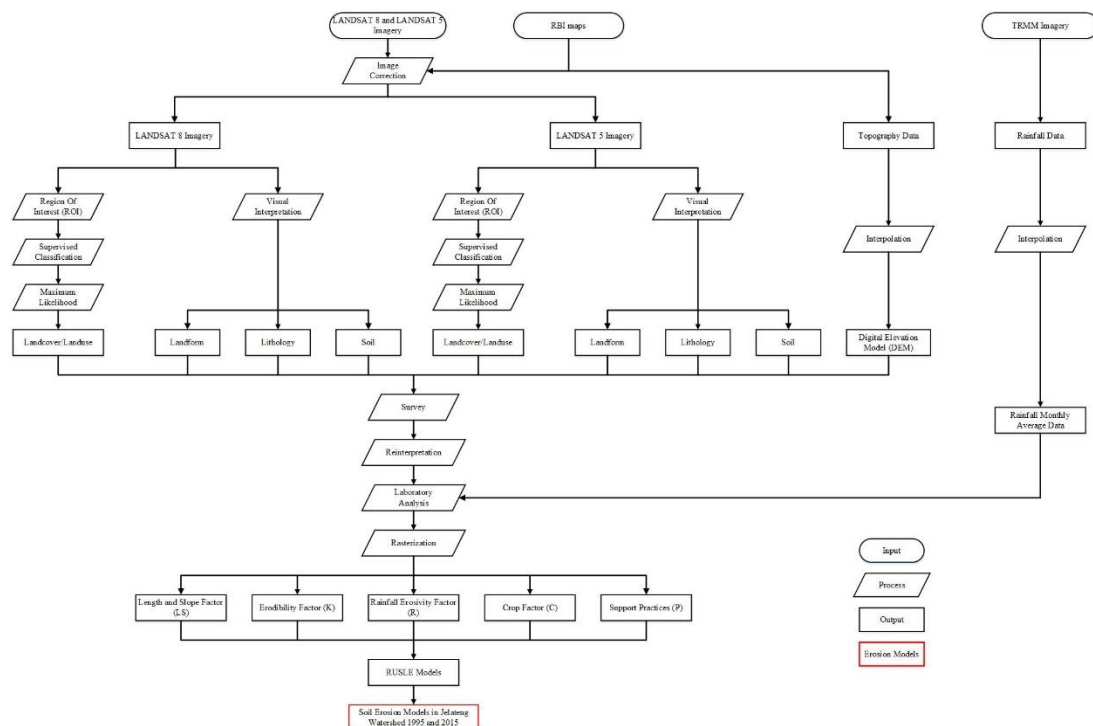 LANDSAT 8 and LANDSAT 5
Imagery
RBI maps
TRMM Imagery
Image
Correction
LANDSAT 8 Imagery
LANDSAT 5 Imagery
Topography Data
Rainfall Data
Region Of
Interest (ROI)
Visual
Interpretation
Region Of
Interest (ROI)
Visual
Interpretation
Supervised
Classification
Supervised
Classification
Interpolation
Interpolation
Maximum
Likelihood
Maximum
Likelihood
Landcover/Landuse
Landform
Lithology
Soil
Landcover/Landuse
Landform
Lithology
Soil
Digital Elevation
Model (DEM)
Survey
Rainfall Monthly
Average Data
Reinterpretation
Laboratory
Analysis
Rasterization
Length and Slope Factor
(LS)
Erodibility Factor (K)
Rainfall Erosivity Factor
(R)
Crop Factor (C)
Support Practices (P)
RUSLE Models
Soil Erosion Models in Jelateng
Watershed 1995 and 2015
Input
Process
Output
Erosion Models